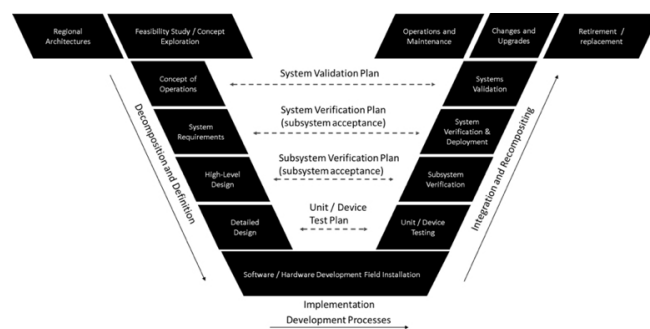 Regional
Architectures
Feasibility Study / Concept
Exploration
Operations and
Maintenance
Changes and
Upgrades
Retirement /
replacement
Concept of
Operations
System Validation Plan
Systems
Validation
System
Requirements
System Verification Plan
(subsystem acceptance)
System
Verification &
Deployment
High-Level
Design
Subsystem Verification Plan
(subsystem acceptance)
Subsystem
Verification
Detailed
Design
Unit / Device
Test Plan
Unit / Device
Testing
Software / Hardware Development Field Installation
Decomposition and Definition
Integration and Recompositing
Implementation
Development Processes